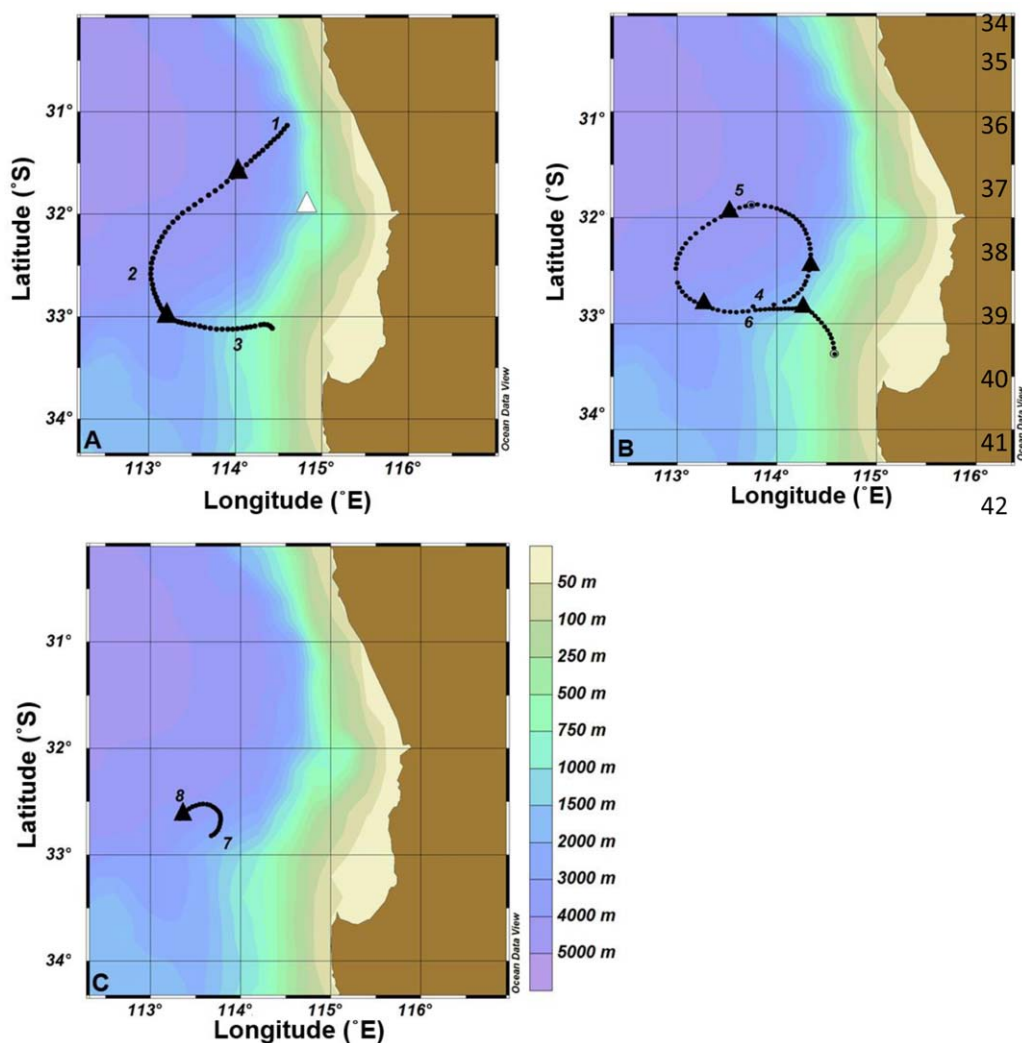 34
35
36
37
38
39
40
41
42
31°
32°
33°
34°
Latitude (˚S)
1
2
3
A
113°
114°
115°
116°
Longitude (˚E)
Ocean Data View
31°
32°
33°
34°
Latitude (˚S)
5
4
6
B
113°
114°
115°
116°
Longitude (˚E)
Ocean Data View
31°
32°
33°
34°
Latitude (˚S)
8
7
C
113°
114°
115°
116°
Longitude (˚E)
Ocean Data View
50 m
100 m
250 m
500 m
750 m
1000 m
1500 m
2000 m
3000 m
4000 m
5000 m